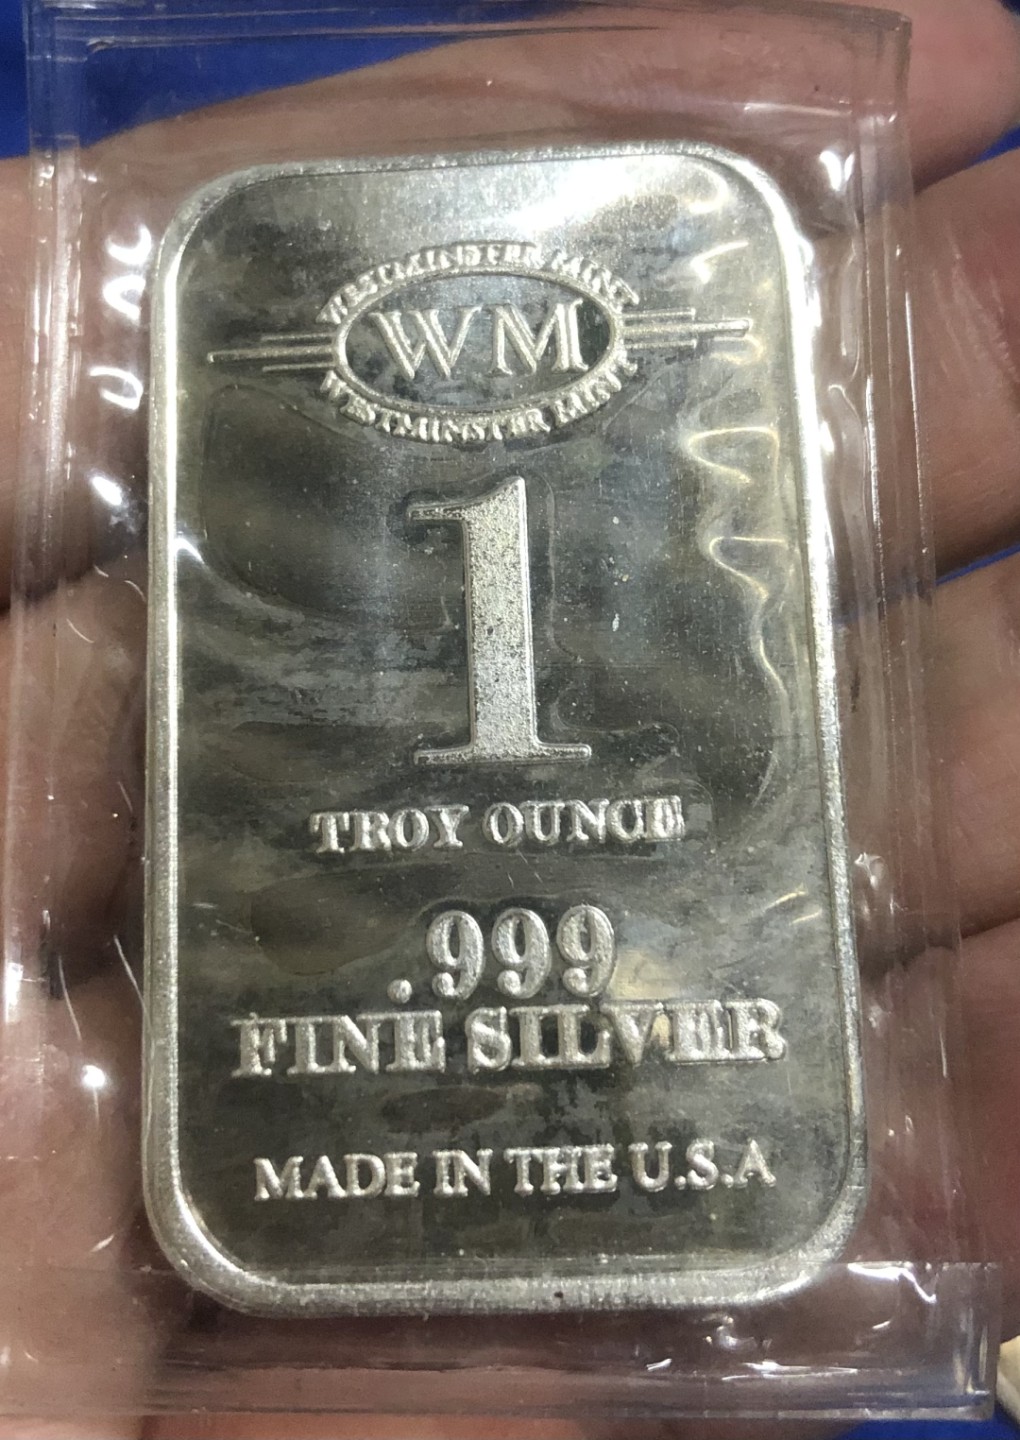 WESTMINSTER MINT
WM
WESTMINSTER MINT
1
TROY OUNCE
.999
FINE SILVER
MADE IN THE U.S.A